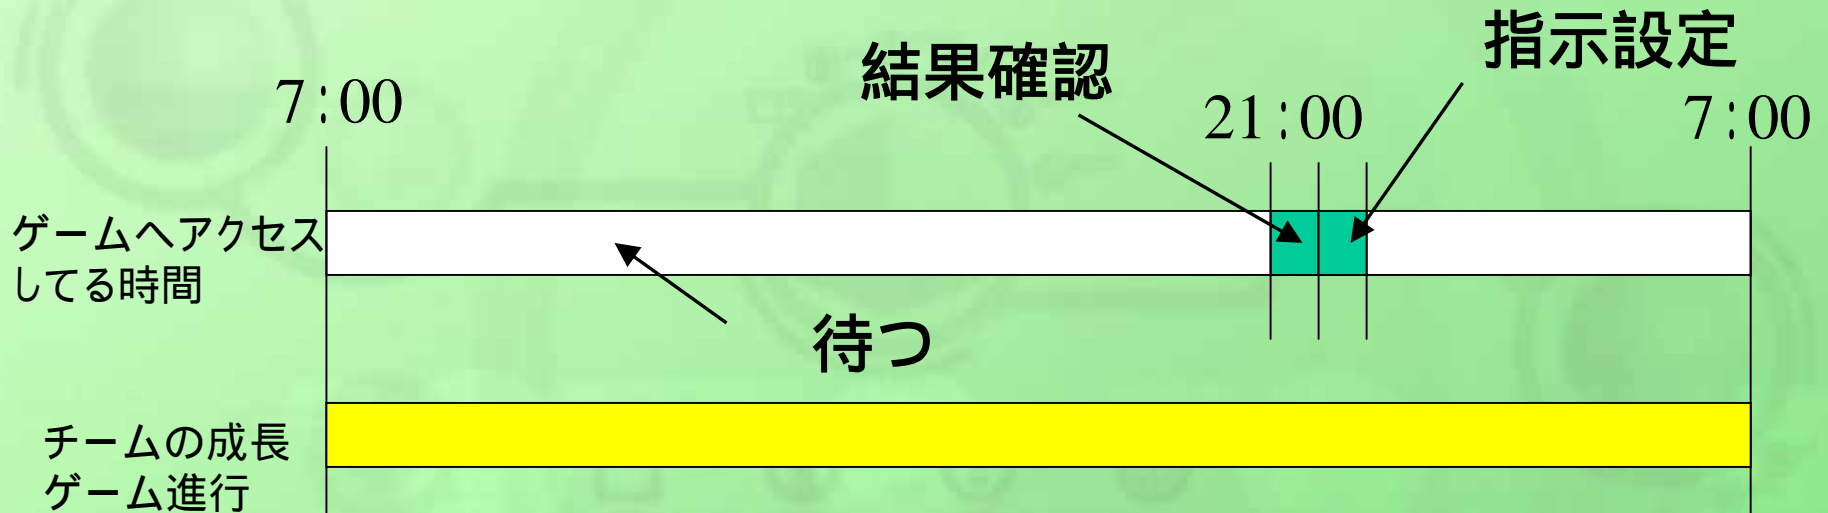 指示設定
結果確認
7:00
21:00
7:00
ゲームへアクセス
してる時間
待つ
チームの成長
ゲーム進行